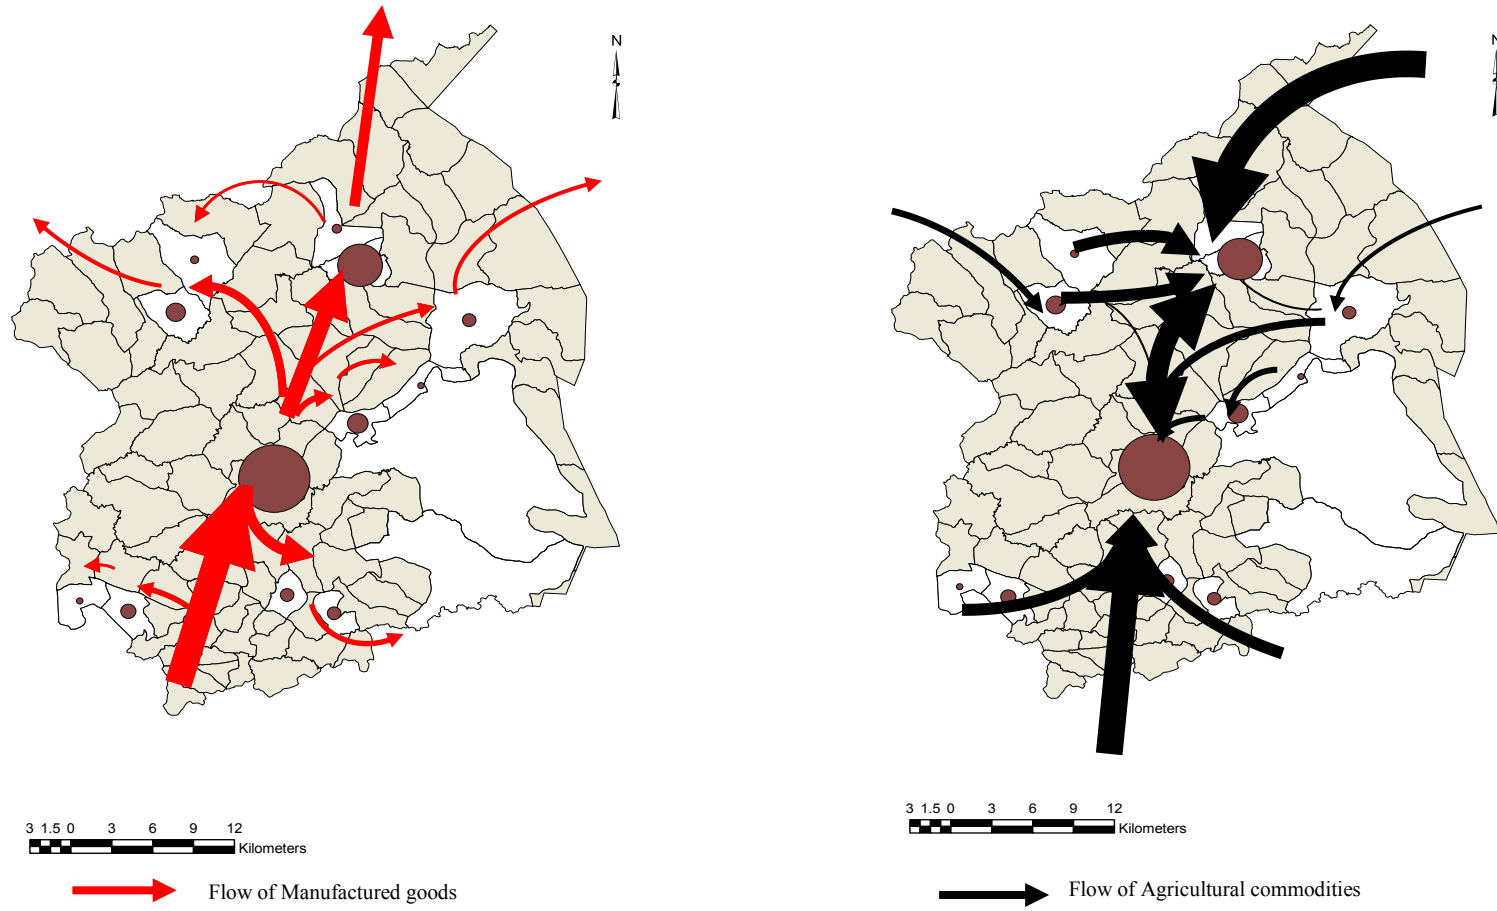 N
N
3 1.5 0 3 6 9 12
Kilometers
Flow of Manufactured goods
3 1.5 0 3 6 9 12
Kilometers
Flow of Agricultural commodities